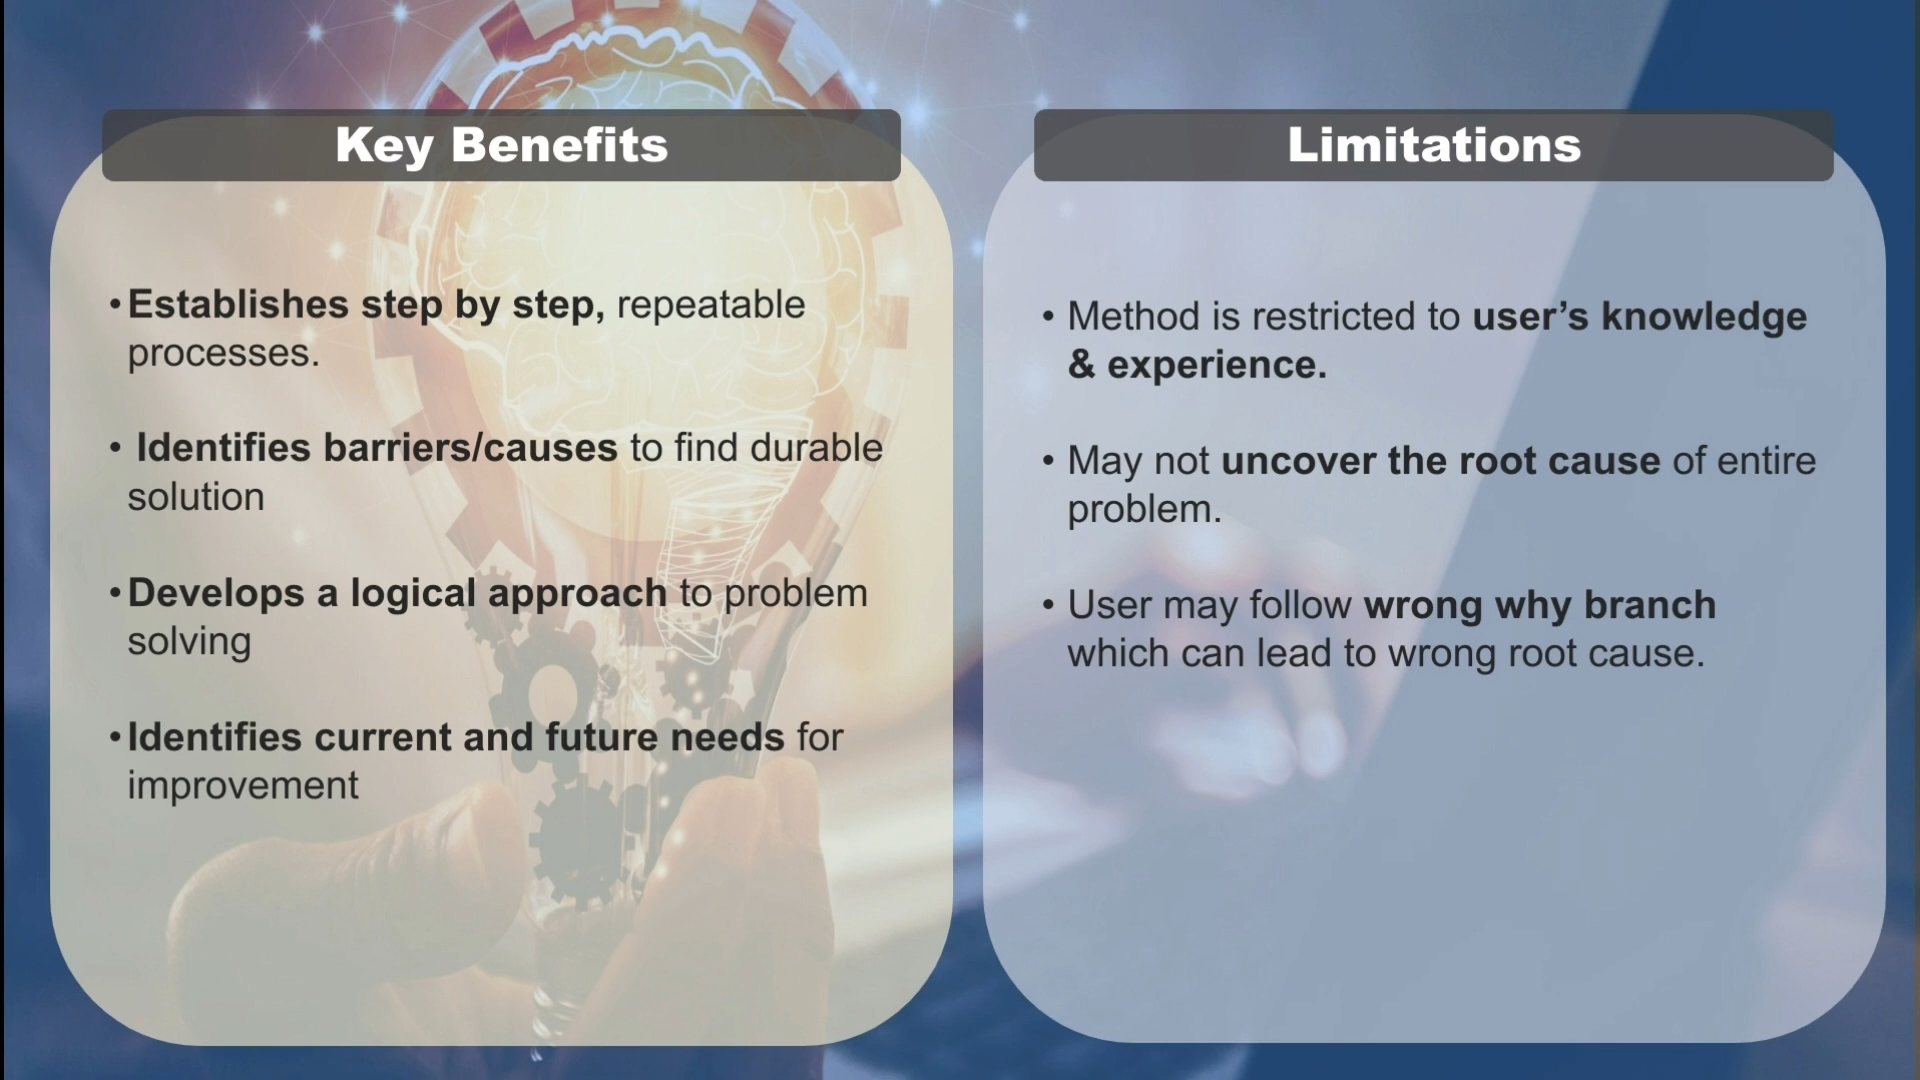 Key Benefits
•Establishes step by step, repeatable
processes.
• Identifies barriers/causes to find durable
solution
•Develops a logical approach to problem
solving
•Identifies current and future needs for
improvement
Limitations
• Method is restricted to user’s knowledge
& experience.
• May not uncover the root cause of entire
problem.
• User may follow wrong why branch
which can lead to wrong root cause.